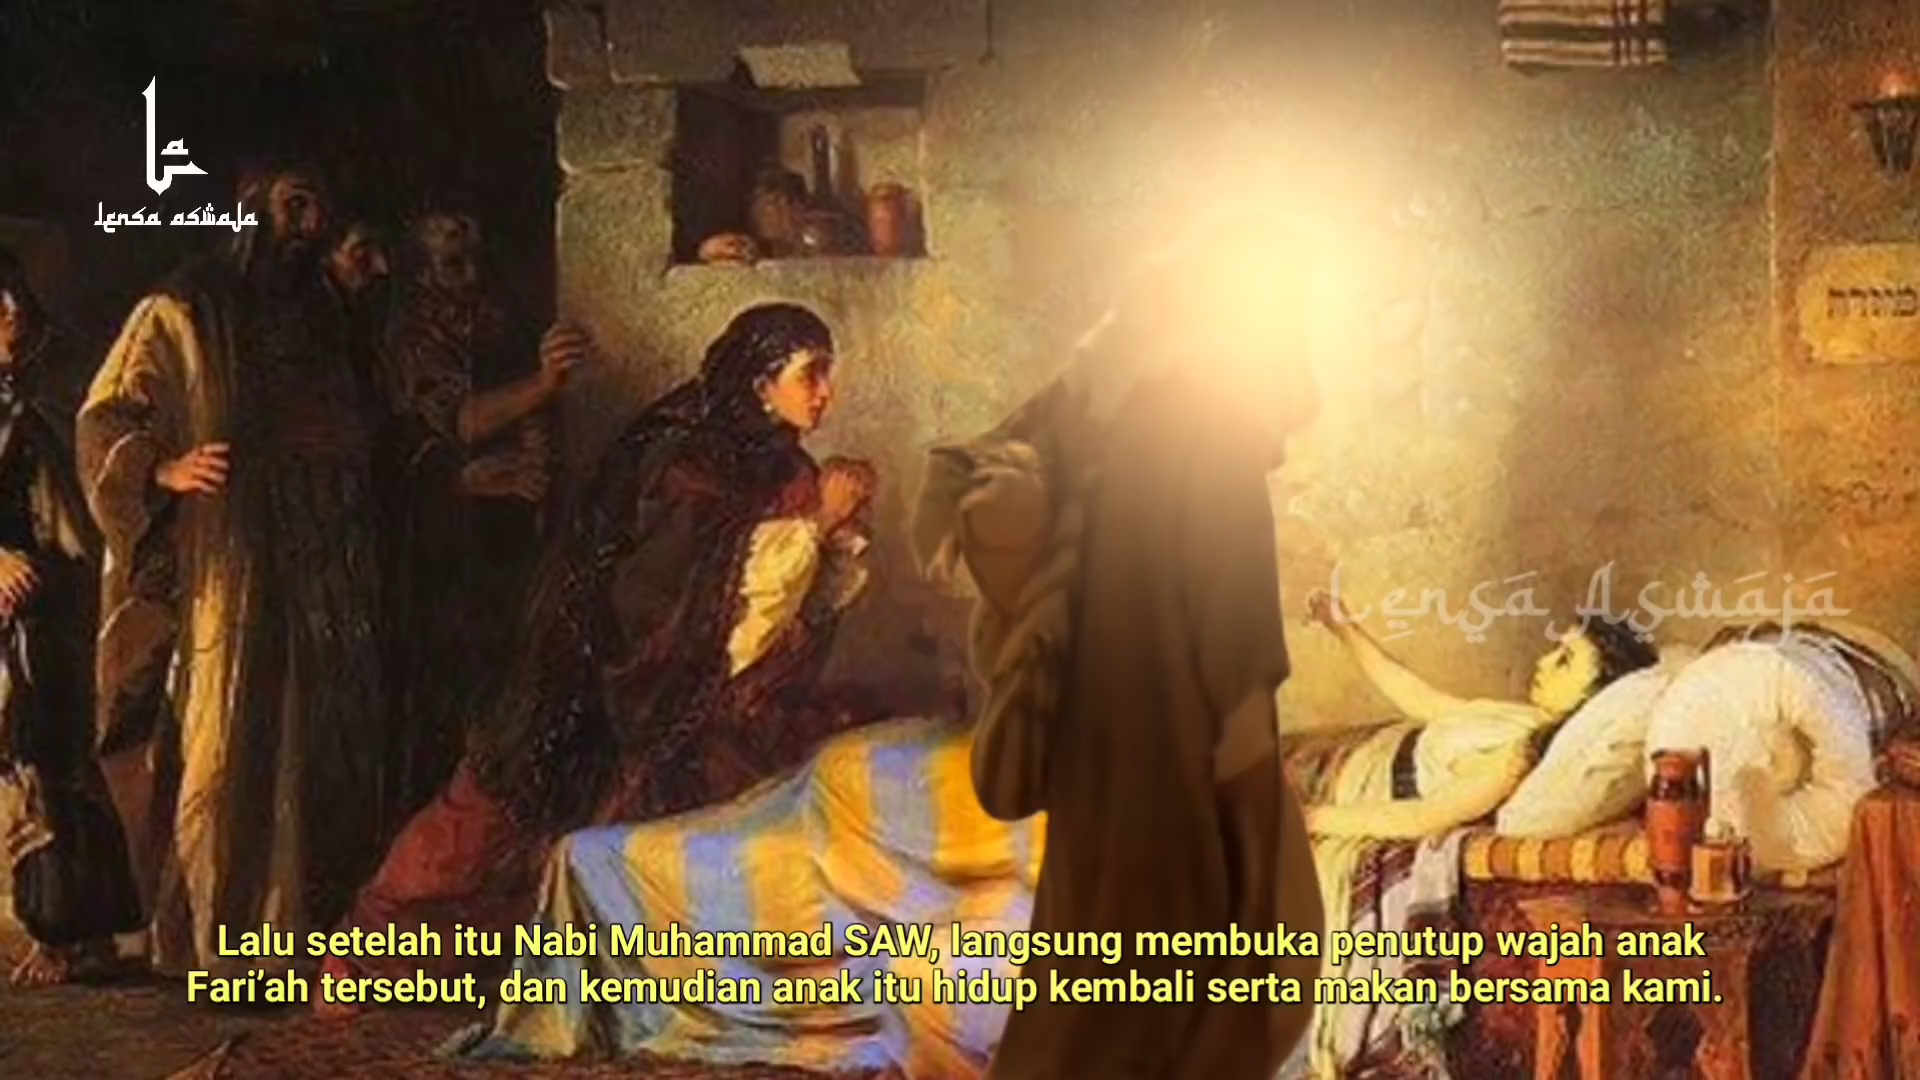 Lensa Aswaja
Lensa Aswaja
Lalu setelah itu Nabi Muhammad SAW, langsung membuka penutup wajah anak
Fari’ah tersebut, dan kemudian anak itu hidup kembali serta makan bersama kami.